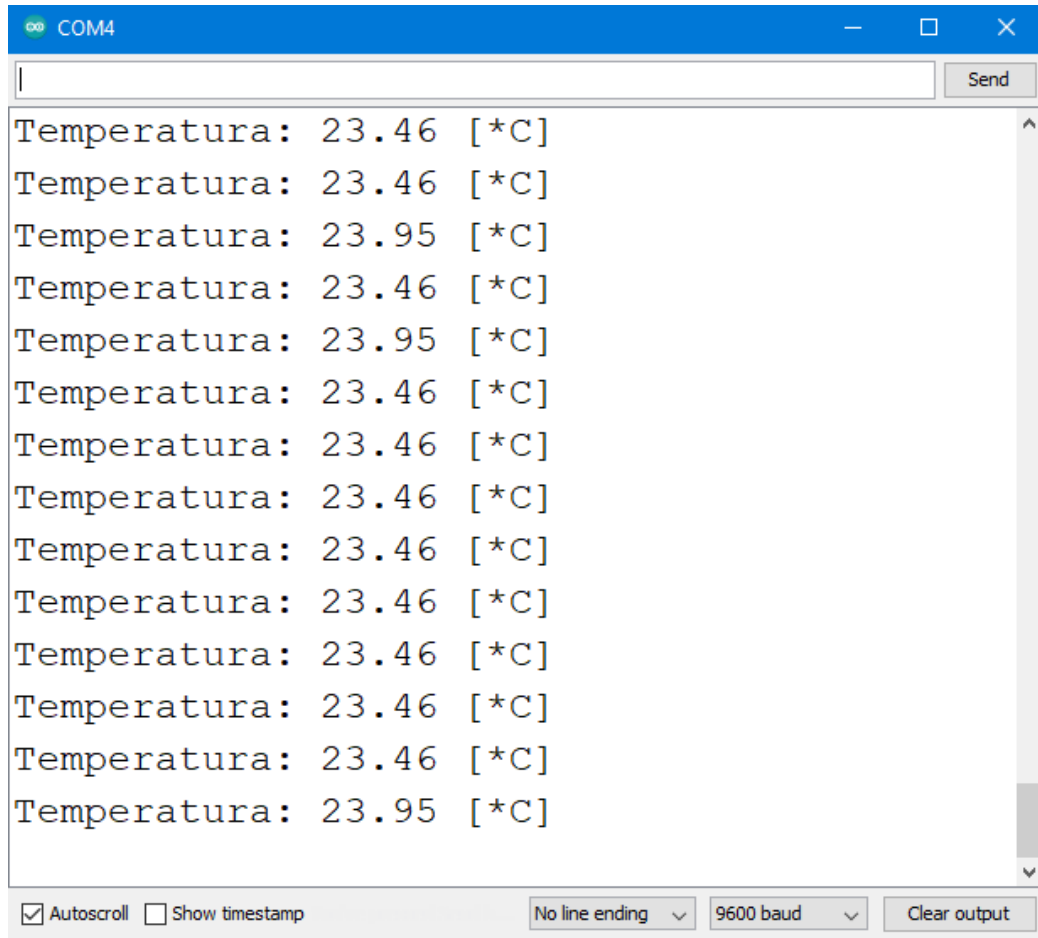 COM4
Send
Temperatura: 23.46 [*C]
Temperatura: 23.46 [*C]
Temperatura: 23.95 [*C]
Temperatura: 23.46 [*C]
Temperatura: 23.95 [*C]
Temperatura: 23.46 [*C]
Temperatura: 23.46 [*C]
Temperatura: 23.46 [*C]
Temperatura: 23.46 [*C]
Temperatura: 23.46 [*C]
Temperatura: 23.46 [*C]
Temperatura: 23.46 [*C]
Temperatura: 23.46 [*C]
Temperatura: 23.95 [*C]
Autoscroll Show timestamp No line ending 9600 baud Clear output